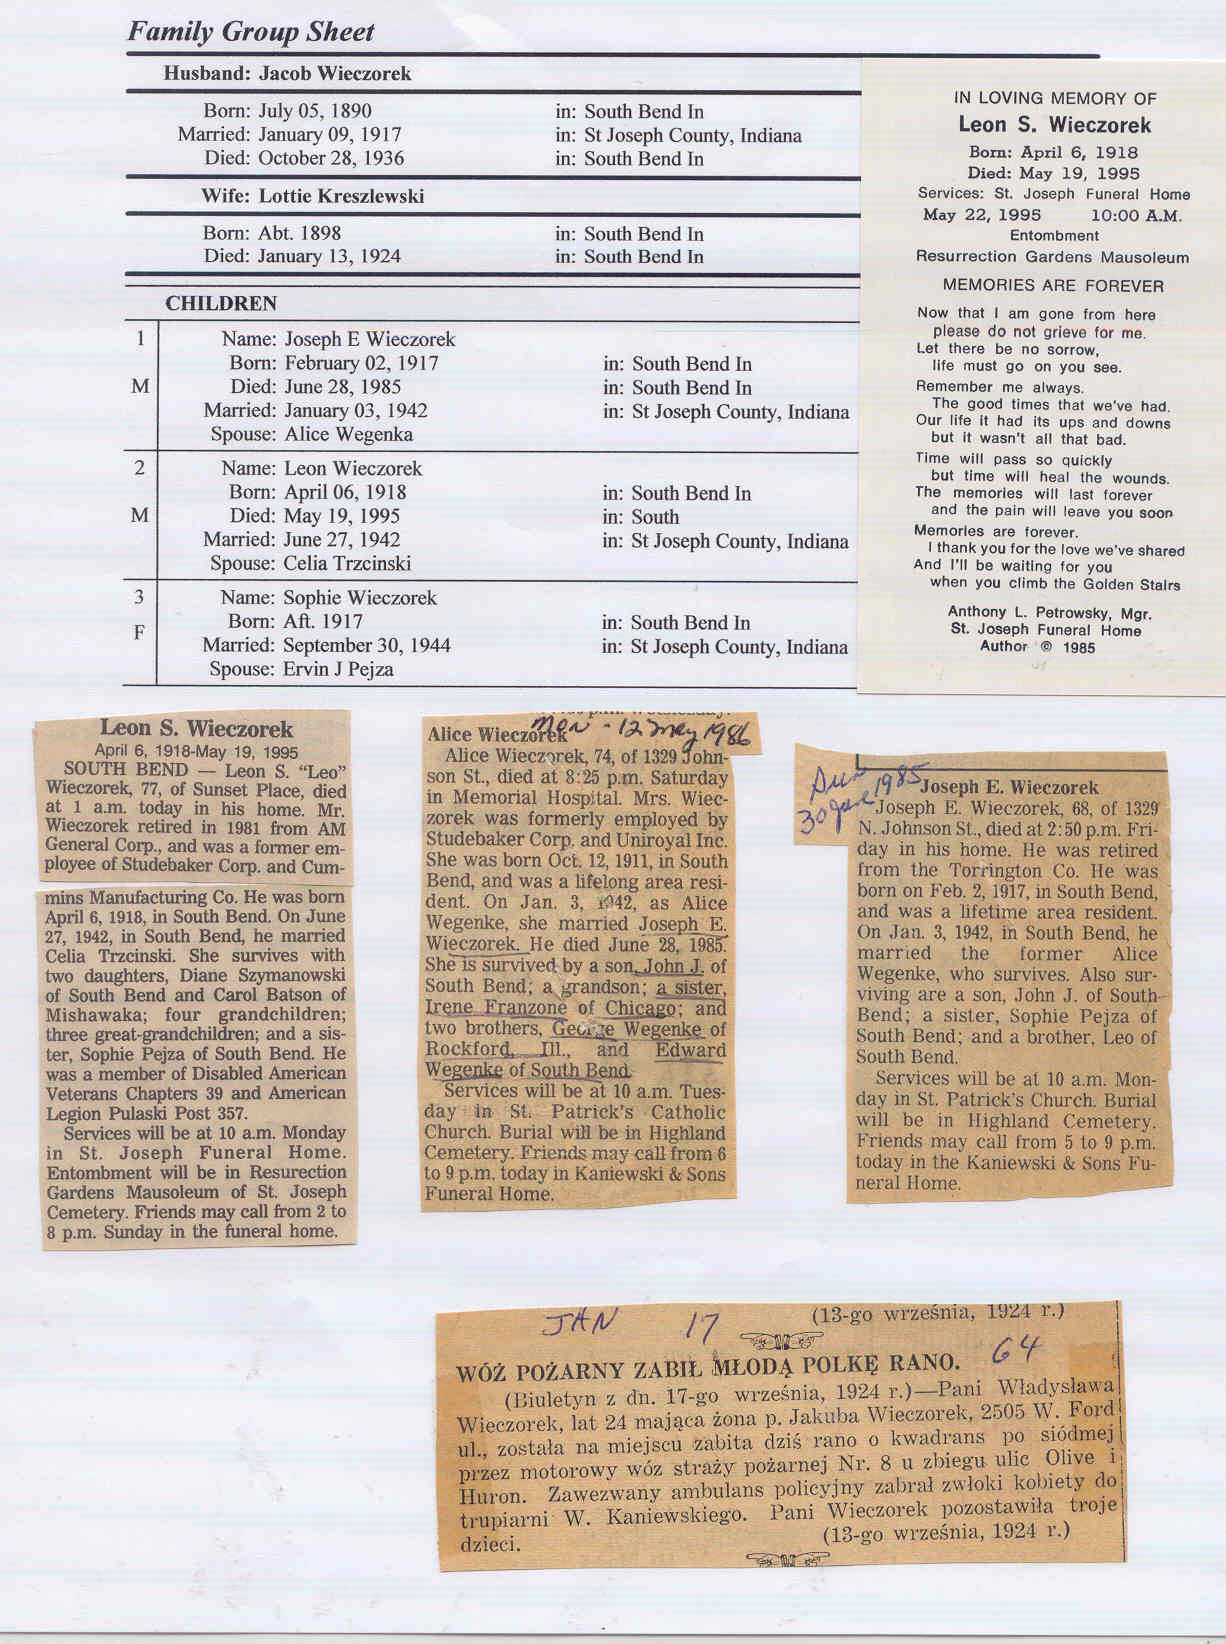 Family Group Sheet
Husband: Jacob Wieczorek
Born: July 05, 1890 in: South Bend In
Married: January 09, 1917 in: St Joseph County, Indiana
Died: October 28, 1936 in: South Bend In
Wife: Lottie Kreszlewski
Born: Abt. 1898 in: South Bend In
Died: January 13, 1924 in: South Bend In
CHILDREN
1 Name: Joseph E Wieczorek
Born: February 02, 1917 in: South Bend In
M Died: June 28, 1985 in: South Bend In
Married: January 03, 1942 in: St Joseph County, Indiana
Spouse: Alice Wegenka
2 Name: Leon Wieczorek
Born: April 06, 1918 in: South Bend In
M Died: May 19, 1995 in: South
Married: June 27, 1942 in: St Joseph County, Indiana
Spouse: Celia Trzcinski
3 Name: Sophie Wieczorek
Born: Aft. 1917 in: South Bend In
F
Married: September 30, 1944 in: St Joseph County, Indiana
Spouse: Ervin J Pejza
IN LOVING MEMORY OF
Leon S. Wieczorek
Born: April 6, 1918
Died: May 19, 1995
Services: St. Joseph Funeral Home
May 22, 1995 10:00 A.M.
Entombment
Resurrection Gardens Mausoleum
MEMORIES ARE FOREVER
Now that I am gone from here
please do not grieve for me.
Let there be no sorrow,
life must go on you see.
Remember me always.
The good times that we've had.
Our life it had its ups and downs
but it wasn't all that bad.
Time will pass so quickly
but time will heal the wounds.
The memories will last forever
and the pain will leave you soon
Memories are forever.
I thank you for the love we've shared
And I'll be waiting for you
when you climb the Golden Stairs
Anthony L. Petrowsky, Mgr.
St. Joseph Funeral Home
Author © 1985
Leon S. Wieczorek
April 6, 1918-May 19, 1995
SOUTH BEND — Leon S. "Leo"
Wieczorek, 77, of Sunset Place, died
at 1 a.m. today in his home. Mr.
Wieczorek retired in 1981 from AM
General Corp., and was a former em-
ployee of Studebaker Corp. and Cum-
mins Manufacturing Co. He was born
April 6, 1918, in South Bend. On June
27, 1942, in South Bend, he married
Celia Trzcinski. She survives with
two daughters, Diane Szymanowski
of South Bend and Carol Batson of
Mishawaka; four grandchildren;
three great-grandchildren; and a sis-
ter, Sophie Pejza of South Bend. He
was a member of Disabled American
Veterans Chapters 39 and American
Legion Pulaski Post 357.
Services will be at 10 a.m. Monday
in St. Joseph Funeral Home.
Entombment will be in Resurection
Gardens Mausoleum of St. Joseph
Cemetery. Friends may call from 2 to
8 p.m. Sunday in the funeral home.
Mon - 12 May 1986
Alice Wieczorek
Alice Wieczorek, 74, of 1329 John-
son St., died at 8:25 p.m. Saturday
in Memorial Hospital. Mrs. Wiec-
zorek was formerly employed by
Studebaker Corp. and Uniroyal Inc.
She was born Oct. 12, 1911, in South
Bend, and was a lifelong area resi-
dent. On Jan. 3, 1942, as Alice
Wegenke, she married Joseph E.
Wieczorek. He died June 28, 1985.
She is survived by a son, John J. of
South Bend; a grandson; a sister,
Irene Franzone of Chicago; and
two brothers, George Wegenke of
Rockford, Ill., and Edward
Wegenke of South Bend.
Services will be at 10 a.m. Tues-
day in St. Patrick's Catholic
Church. Burial will be in Highland
Cemetery. Friends may call from 6
to 9 p.m. today in Kaniewski & Sons
Funeral Home.
Sun
30 June 1985
Joseph E. Wieczorek
Joseph E. Wieczorek, 68, of 1329
N. Johnson St., died at 2:50 p.m. Fri-
day in his home. He was retired
from the Torrington Co. He was
born on Feb. 2, 1917, in South Bend,
and was a lifetime area resident.
On Jan. 3, 1942, in South Bend, he
married the former Alice
Wegenke, who survives. Also sur-
viving are a son, John J. of South
Bend; a sister, Sophie Pejza of
South Bend; and a brother, Leo of
South Bend.
Services will be at 10 a.m. Mon-
day in St. Patrick's Church. Burial
will be in Highland Cemetery.
Friends may call from 5 to 9 p.m.
today in the Kaniewski & Sons Fu-
neral Home.
JAN 17 (13-go września, 1924 r.)
64
WÓZ POŻARNY ZABIŁ MŁODĄ POLKĘ RANO.
(Biuletyn z dn. 17-go września, 1924 r.)—Pani Władysława
Wieczorek, lat 24 mająca żona p. Jakuba Wieczorek, 2505 W. Ford
ul., została na miejscu zabita dziś rano o kwadrans po siódmej
przez motorowy wóz straży pożarnej Nr. 8 u zbiegu ulic Olive i
Huron. Zawezwany ambulans policyjny zabrał zwłoki kobiety do
trupiarni W. Kaniewskiego. Pani Wieczorek pozostawiła troje
dzieci. (13-go września, 1924 r.)